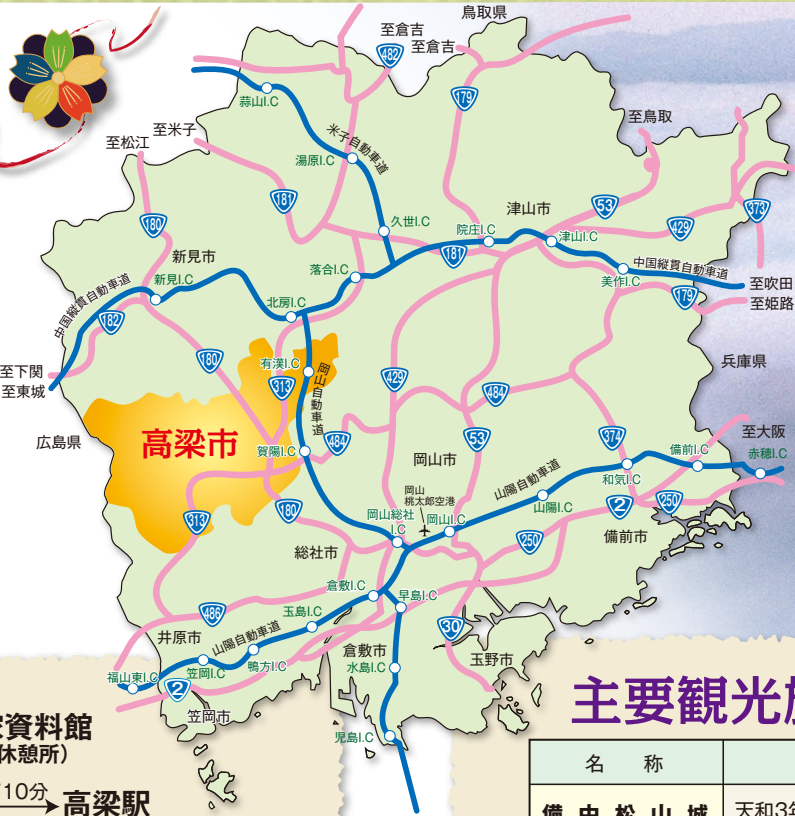 鳥取県
至倉吉
至倉吉
482
179
蒜山I.C
至米子
至松江
米子自動車道
湯原I.C
至鳥取
181
180
久世I.C
院庄I.C
津山市
53
429
373
新見市
津山I.C
181
落合I.C
中国縦貫自動車道
新見I.C
美作I.C
至吹田
中国縦貫自動車道
北房I.C
179
至姫路
182
180
有漢I.C
至下関
兵庫県
至東城
313
岡山自動車道
429
484
広島県
高梁市
賀陽I.C
484
53
374
至大阪
岡山市
備前I.C
赤穂I.C
山陽自動車道
和気I.C
岡山
桃太郎空港
313
180
岡山総社
I.C
岡山I.C
山陽I.C
2
250
総社市
250
備前市
倉敷I.C
早島I.C
486
玉島I.C
井原市
山陽自動車道
30
倉敷市
玉野市
福山東I.C
笠岡I.C
鴨方I.C
水島I.C
2
笠岡市
児島I.C
主要観光
資料館
休憩所）
10分
高梁駅
名　称
備中松山城
天和3年